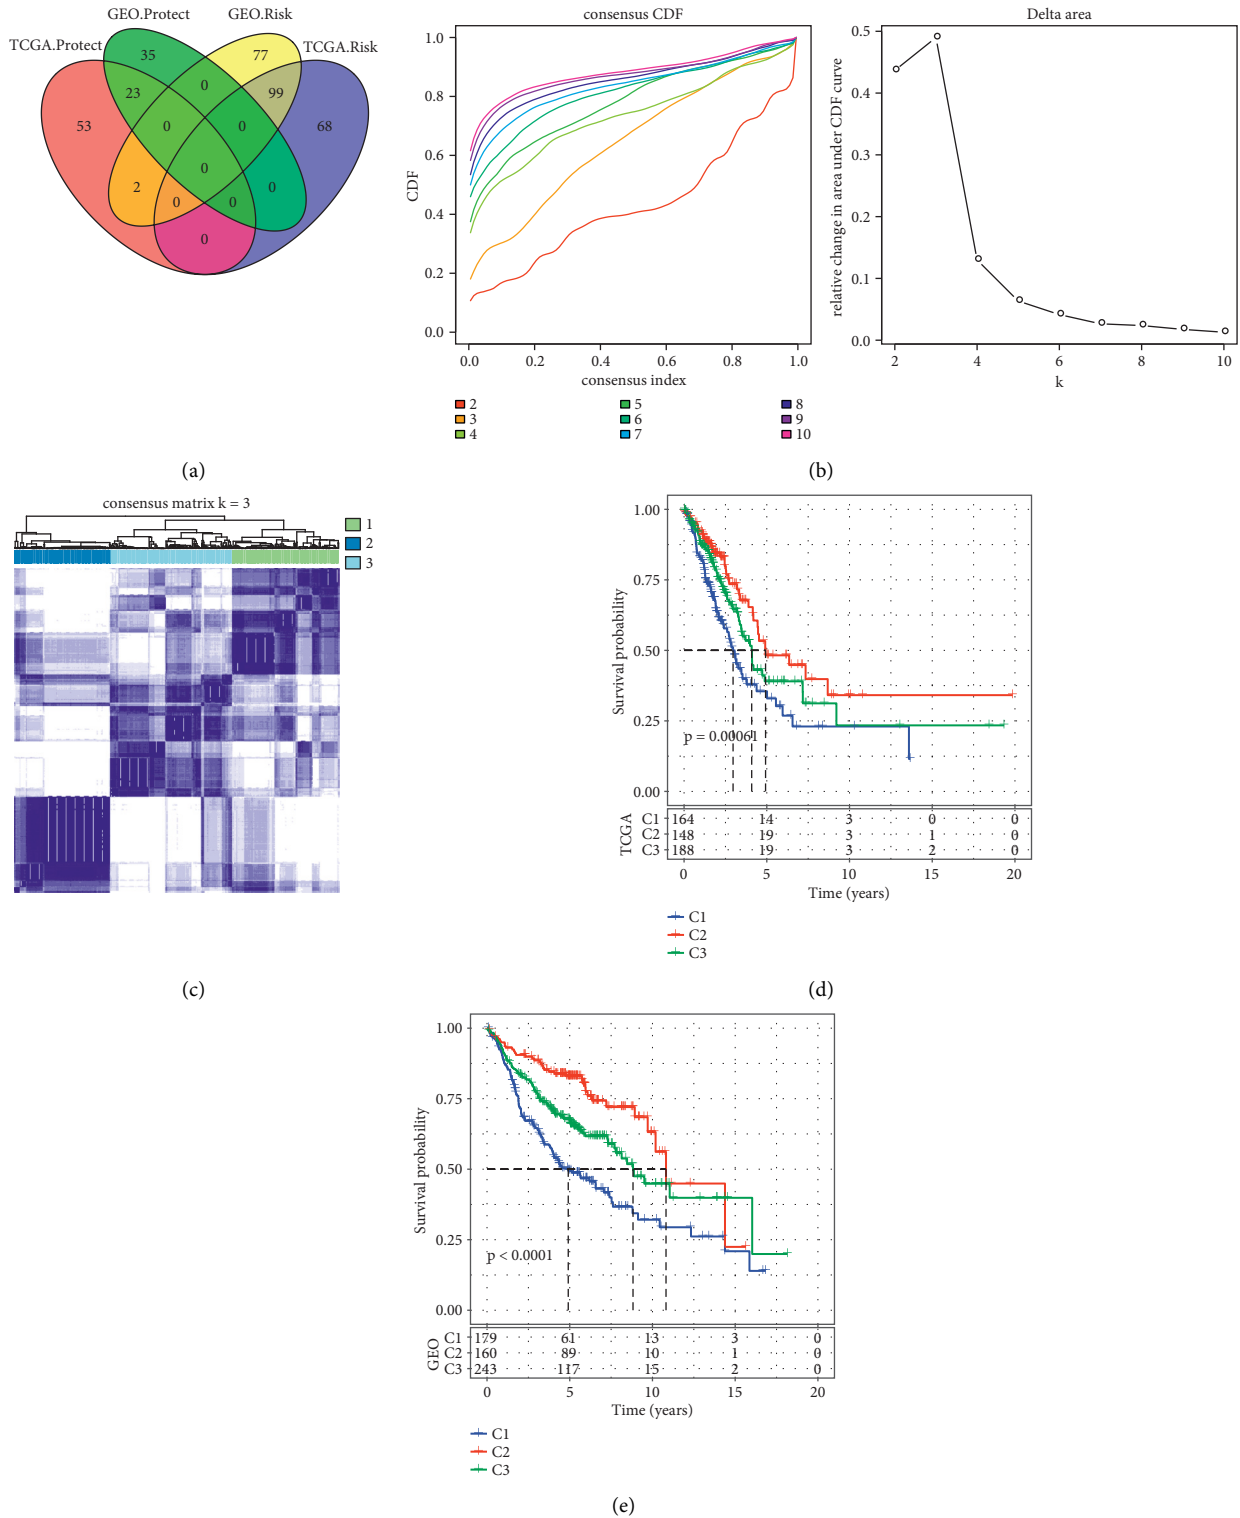 GEO.Protect
GEO.Risk
TCGA.Protect
TCGA.Risk
35
77
23
0
99
53
0
0
68
0
2
0
0
0
0
(a)
consensus CDF
1.0
0.8
0.6
0.4
0.2
0.0
CDF
0.0 0.2 0.4 0.6 0.8 1.0
consensus index
2 5 8
3 6 9
4 7 10
Delta area
0.5
0.4
0.3
0.2
0.1
0.0
relative change in area under CDF curve
2 4 6 8 10
k
(b)
consensus matrix k = 3
1
2
3
(c)
1.00
0.75
0.50
0.25
0.00
Survival probability
p = 0.00061
TCGA
C1 164 14 3 0 0
C2 148 19 3 1 0
C3 188 19 3 2 0
0 5 10 15 20
Time (years)
C1
C2
C3
(d)
1.00
0.75
0.50
0.25
0.00
Survival probability
p < 0.0001
GEO
C1 179 61 13 3 0
C2 160 89 10 1 0
C3 243 117 15 2 0
0 5 10 15 20
Time (years)
C1
C2
C3
(e)